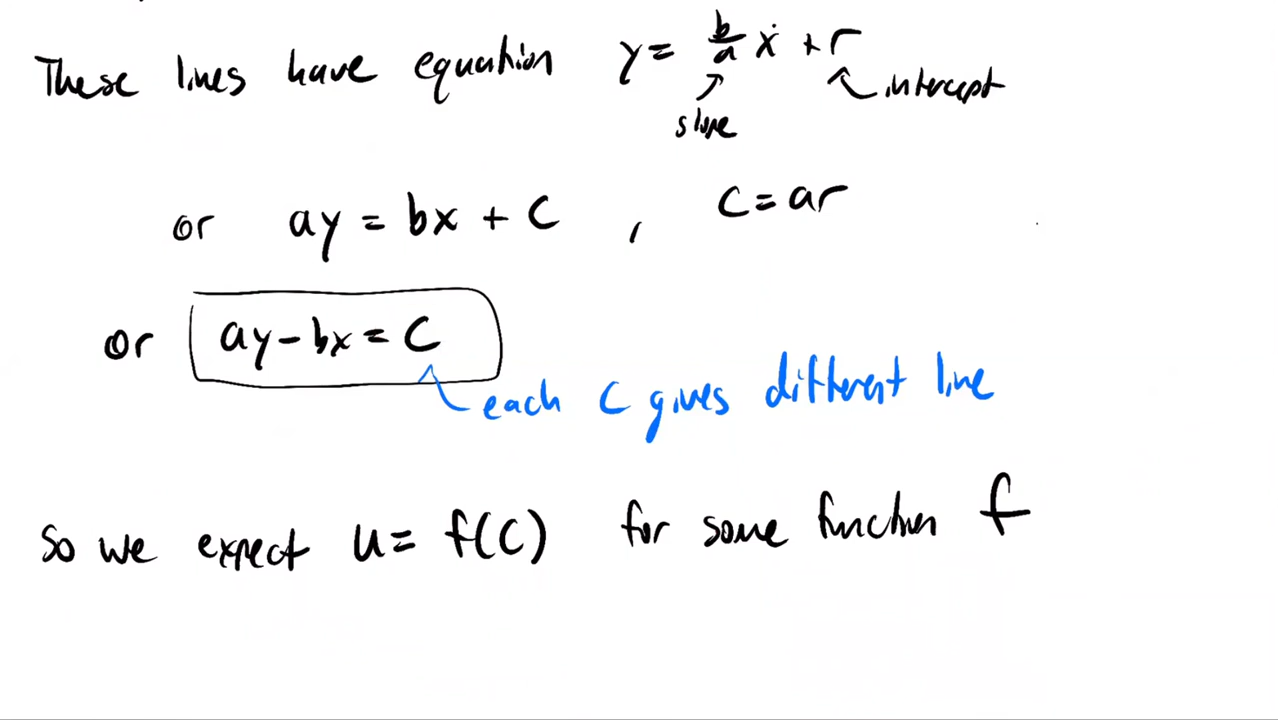 These lines have equation y = b/a x + r
slope
intercept
or ay = bx + C , C = ar
or ay - bx = C
each C gives different line
So we expect u = f(C) for some function f